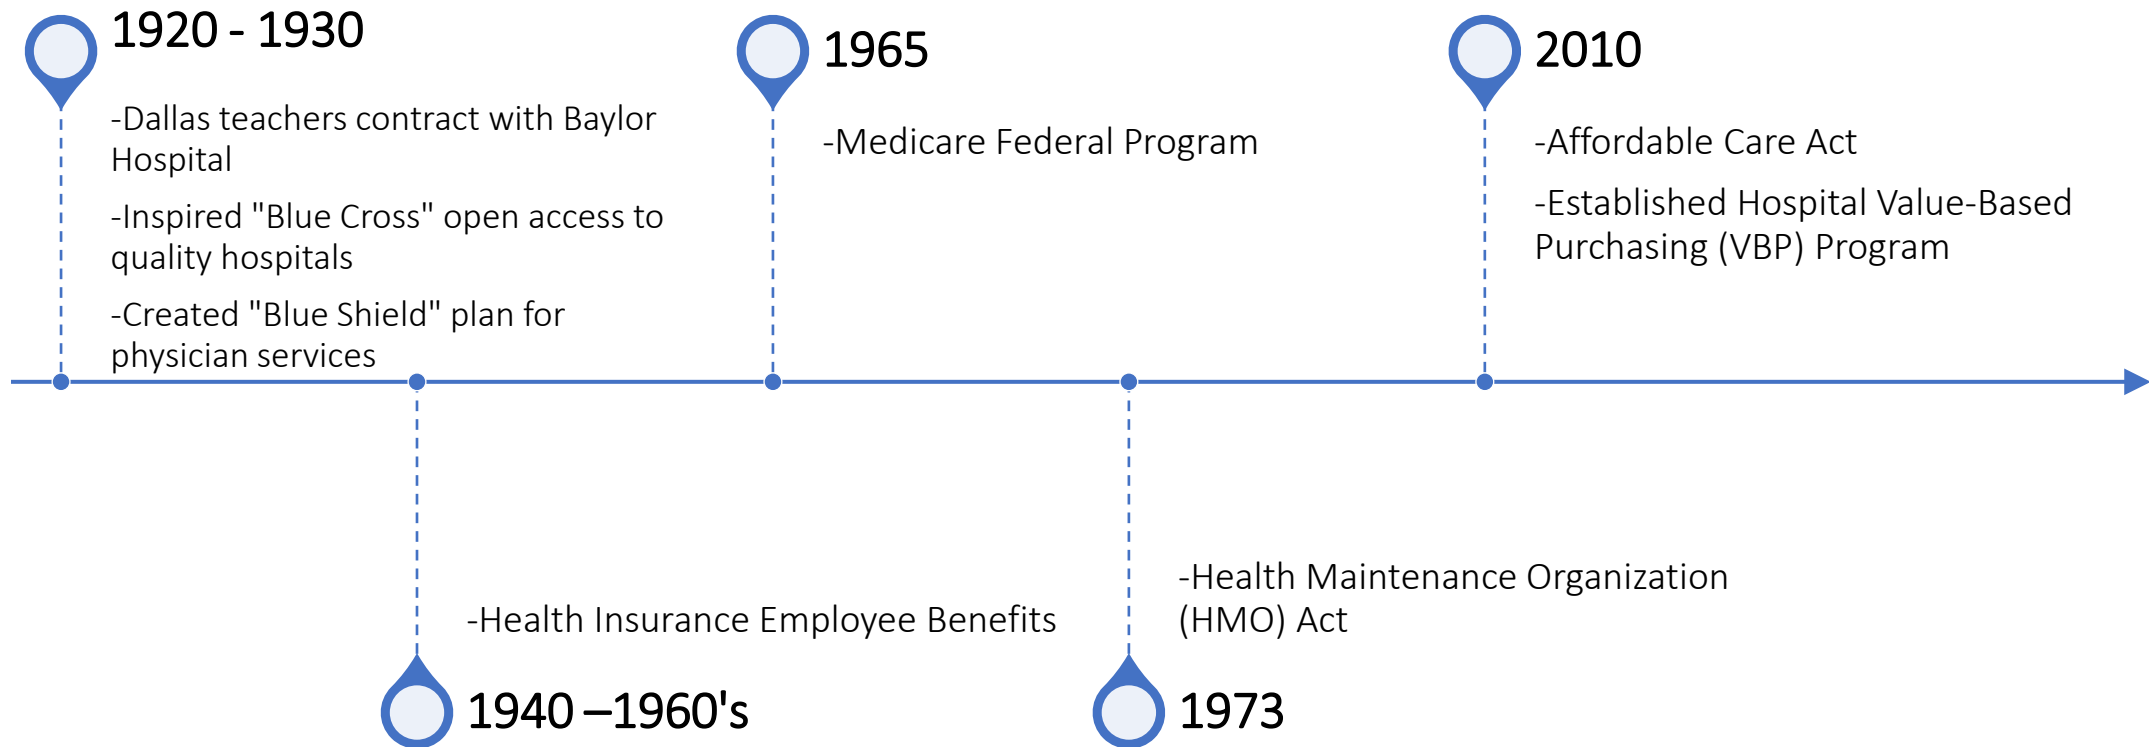 1920 - 1930
-Dallas teachers contract with Baylor
Hospital
-Inspired "Blue Cross" open access to
quality hospitals
-Created "Blue Shield" plan for
physician services
-Health Insurance Employee Benefits
1940 –1960's
1965
-Medicare Federal Program
-Health Maintenance Organization
(HMO) Act
1973
2010
-Affordable Care Act
-Established Hospital Value-Based
Purchasing (VBP) Program